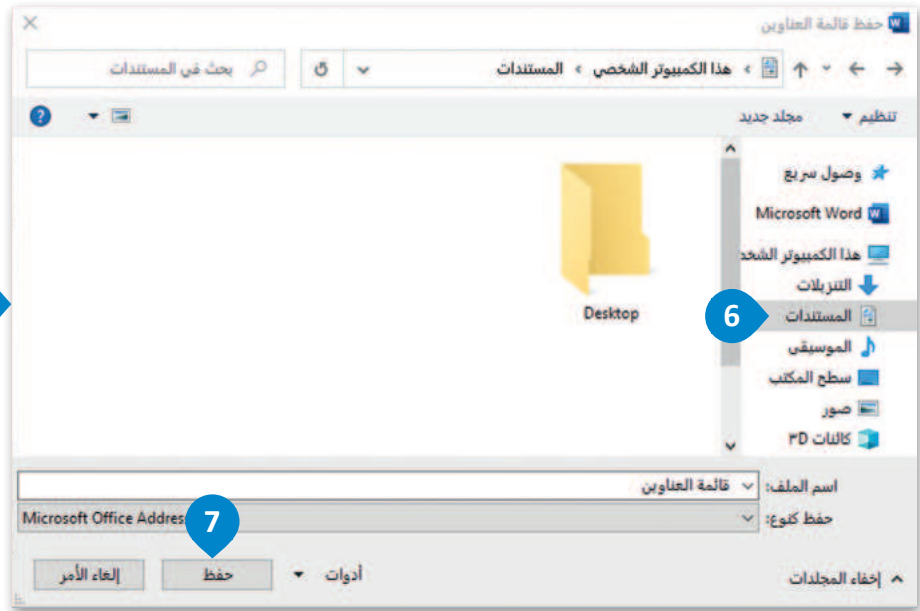 حفظ قائمة العناوين
هذا الكمبيوتر الشخصي › المستندات
بحث في المستندات
تنظيم
مجلد جديد
وصول سريع
Microsoft Word
هذا الكمبيوتر الشخص
التنزيلات
المستندات
6
الموسيقى
سطح المكتب
صور
كائنات ٣D
Desktop
اسم الملف: قائمة العناوين
حفظ كنوع: Microsoft Office Addres
7
إخفاء المجلدات
أدوات
حفظ
إلغاء الأمر